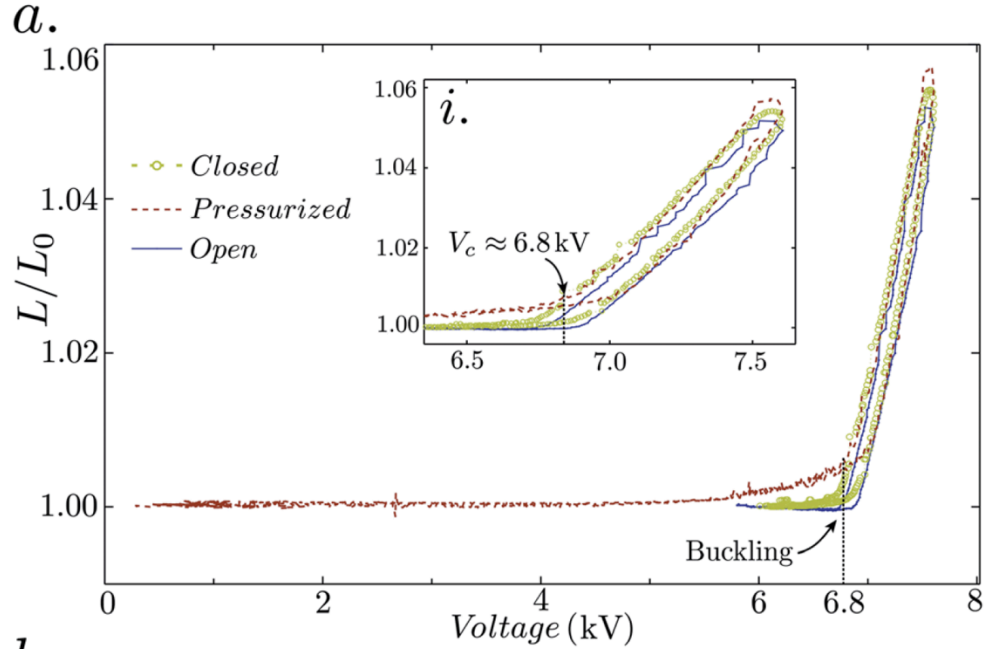 a.
1.06
1.04
1.02
1.00
L/L₀
Closed
Pressurized
Open
i.
1.06
1.04
1.02
1.00
V_c ≈ 6.8 kV
6.5
7.0
7.5
Buckling
0
2
4
6
6.8
8
Voltage (kV)